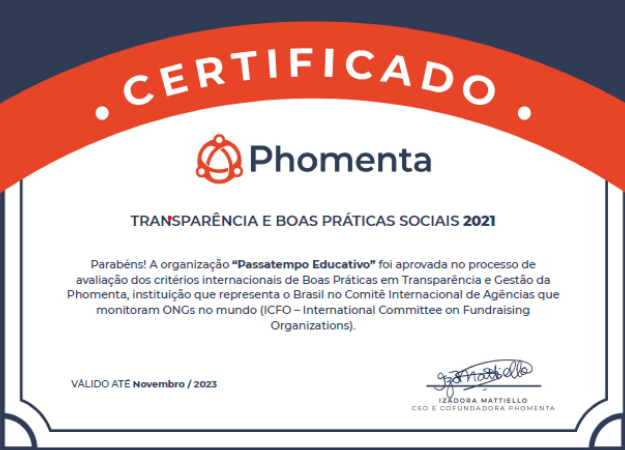 • CERTIFICADO •
Phomenta
TRANSPARÊNCIA E BOAS PRÁTICAS SOCIAIS 2021
Parabéns! A organização “Passatempo Educativo” foi aprovada no processo de
avaliação dos critérios internacionais de Boas Práticas em Transparência e Gestão da
Phomenta, instituição que representa o Brasil no Comitê Internacional de Agências que
monitoram ONGs no mundo (ICFO – International Committee on Fundraising
Organizations).
VÁLIDO ATÉ Novembro / 2023
IzaMattiello
IZADORA MATTIELLO
CEO E COFUNDADORA PHOMENTA